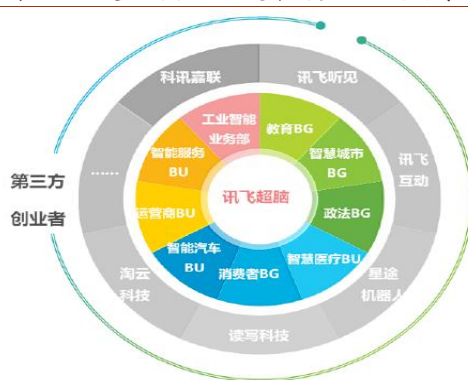 科讯嘉联
讯飞听见
工业智能
业务部
教育BG
智能服务
BU
智慧城市
BG
……
讯飞
互动
第三方
创业者
讯飞超脑
运营商BU
政法BG
智能汽车
BU
消费者BG
智慧医疗BU
淘云
科技
星途
机器人
读写科技